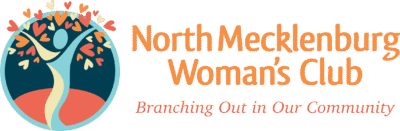 North Mecklenburg
Woman's Club
Branching Out in Our Community